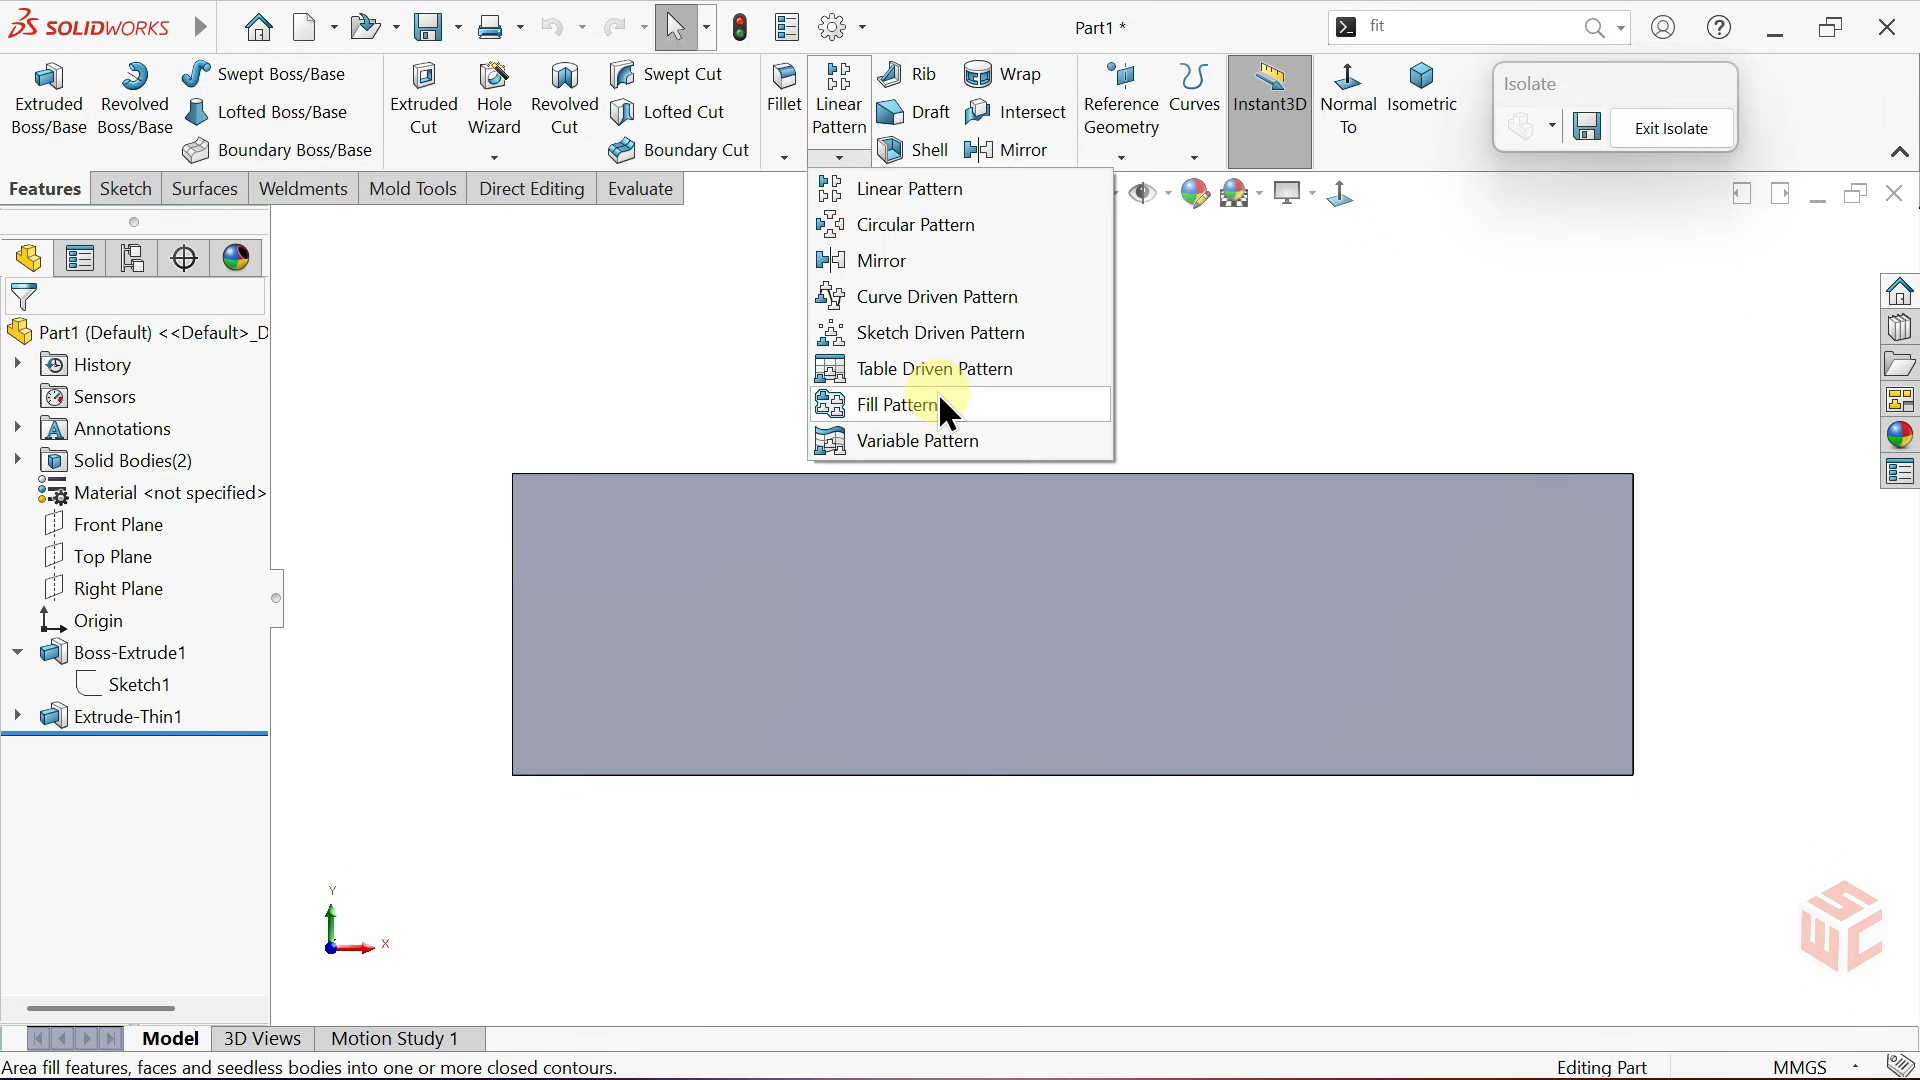 SOLIDWORKS
Part1 *
fit
Extruded Boss/Base
Revolved Boss/Base
Swept Boss/Base
Lofted Boss/Base
Boundary Boss/Base
Extruded Cut
Hole Wizard
Revolved Cut
Swept Cut
Lofted Cut
Boundary Cut
Fillet
Linear Pattern
Rib
Draft
Shell
Wrap
Intersect
Mirror
Reference Geometry
Curves
Instant3D
Normal To
Isometric
Isolate
Exit Isolate
Features
Sketch
Surfaces
Weldments
Mold Tools
Direct Editing
Evaluate
Linear Pattern
Circular Pattern
Mirror
Curve Driven Pattern
Sketch Driven Pattern
Table Driven Pattern
Fill Pattern
Variable Pattern
Part1 (Default) <<Default>_D
History
Sensors
Annotations
Solid Bodies(2)
Material <not specified>
Front Plane
Top Plane
Right Plane
Origin
Boss-Extrude1
Sketch1
Extrude-Thin1
Y
X
SWC
Model
3D Views
Motion Study 1
Area fill features, faces and seedless bodies into one or more closed contours.
Editing Part
MMGS